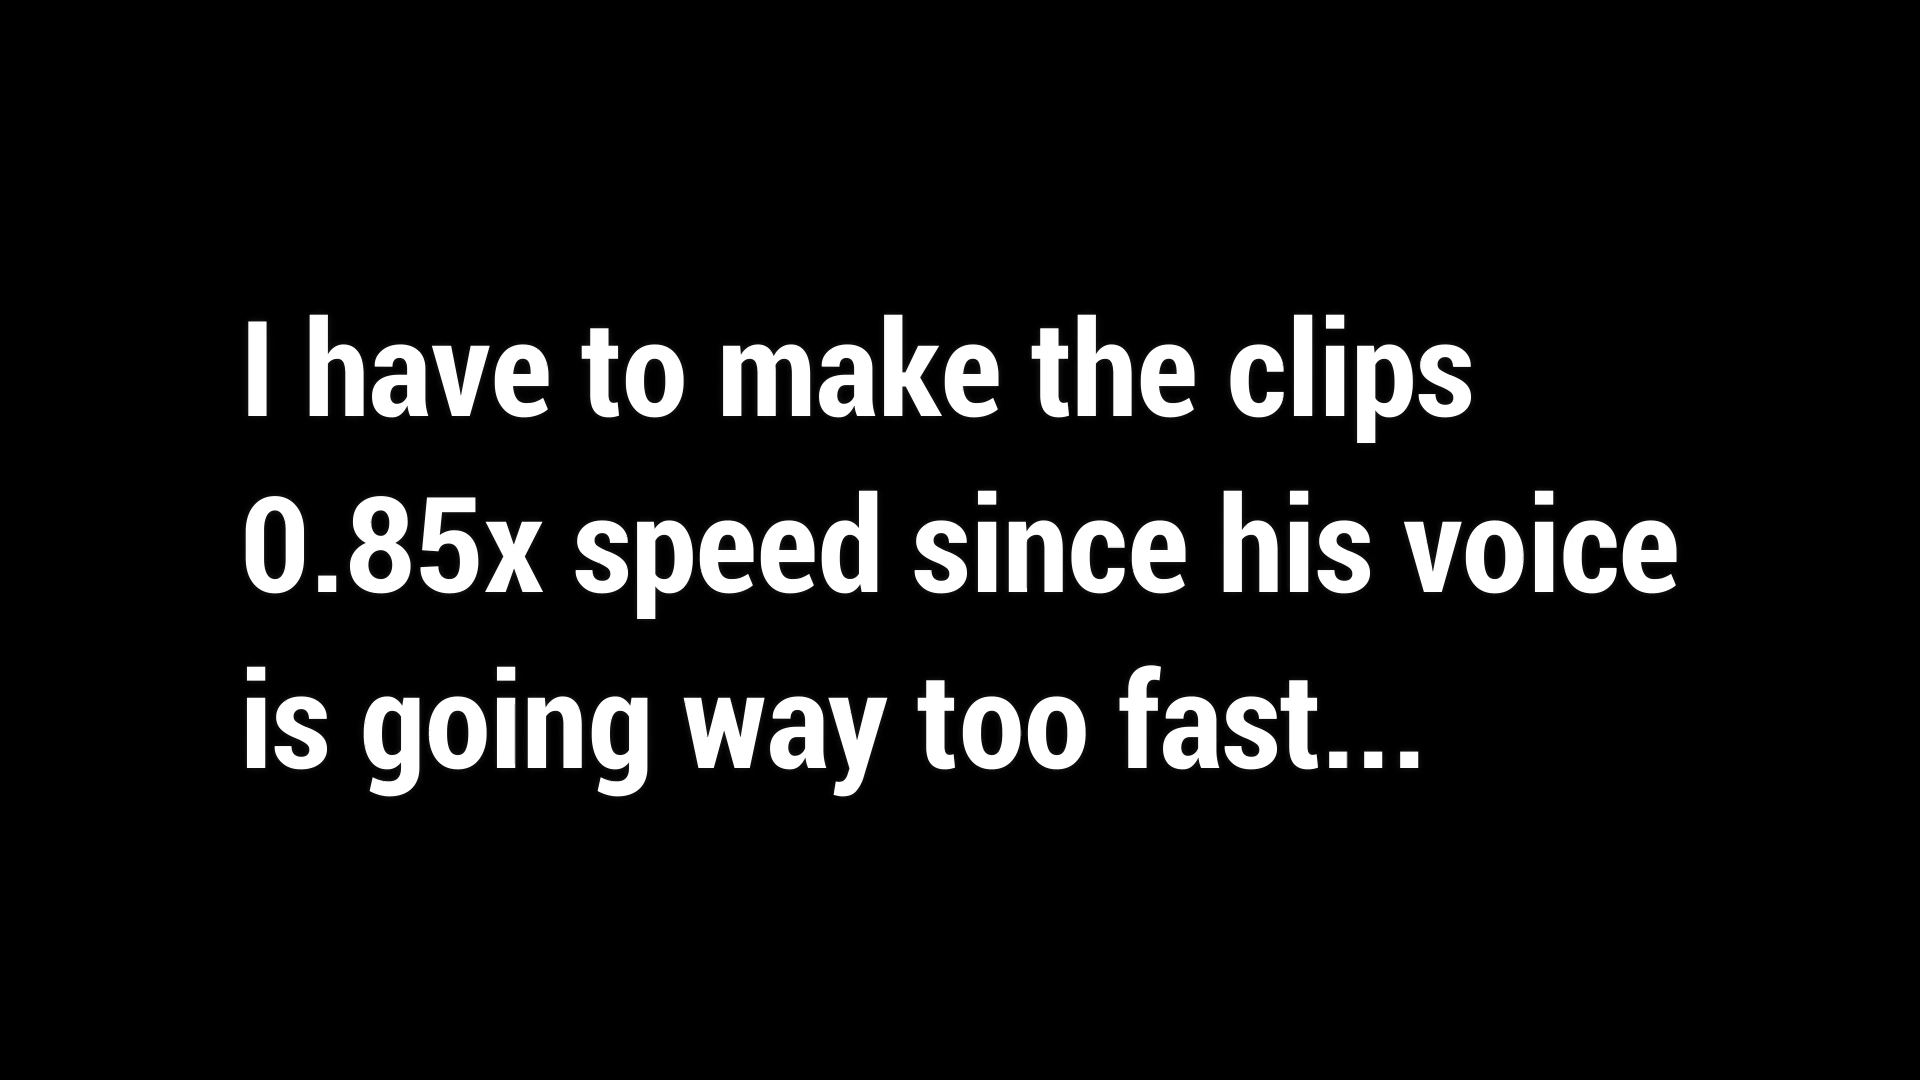 I have to make the clips
0.85x speed since his voice
is going way too fast...